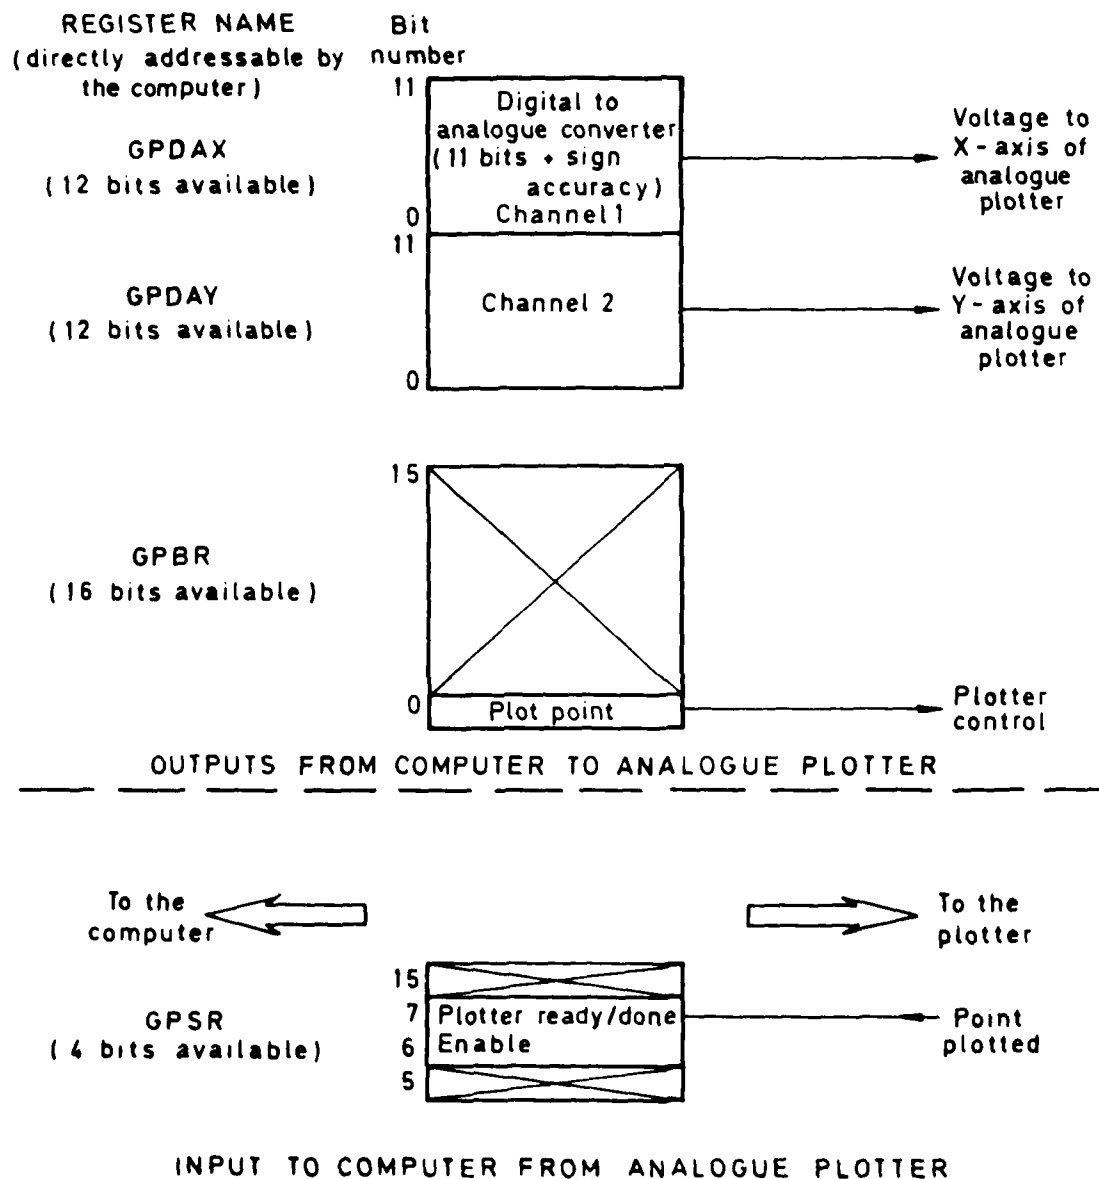 REGISTER NAME
(directly addressable by
the computer)
Bit
number
11
Digital to
analogue converter
(11 bits + sign
accuracy)
Channel 1
0
GPDAX
(12 bits available)
Voltage to
X-axis of
analogue
plotter
11
GPDAY
(12 bits available)
Channel 2
0
Voltage to
Y-axis of
analogue
plotter
15
GPBR
(16 bits available)
0
Plot point
Plotter
control
OUTPUTS FROM COMPUTER TO ANALOGUE PLOTTER
To the
computer
To the
plotter
15
GPSR
(4 bits available)
7
Plotter ready/done
6
Enable
5
Point
plotted
INPUT TO COMPUTER FROM ANALOGUE PLOTTER